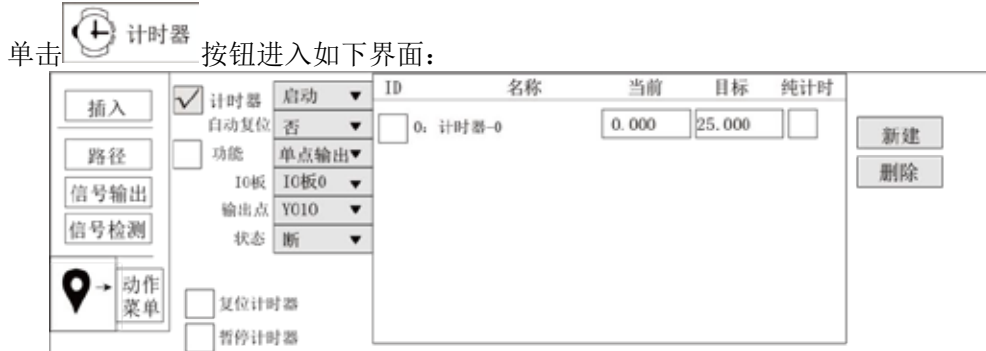 单击 计时器 按钮进入如下界面：
ID 名称 当前 目标 纯计时
插入 计时器 启动
自动复位 否
0：计时器-0 0.000 25.000 新建
路径 功能 单点输出
删除
IO板 IO板0
信号输出 输出点 Y010
信号检测 状态 断
动作
菜单
复位计时器
暂停计时器